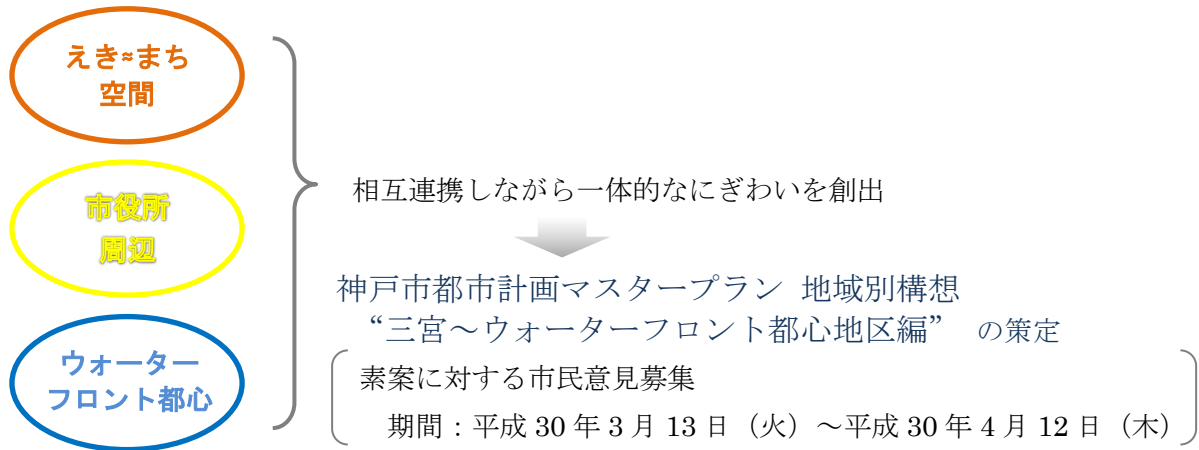 えき≈まち
空間
市役所
周辺
ウォーター
フロント都心
相互連携しながら一体的なにぎわいを創出
神戸市都市計画マスタープラン 地域別構想
“三宮～ウォーターフロント都心地区編” の策定
素案に対する市民意見募集
期間：平成 30 年 3 月 13 日（火）～平成 30 年 4 月 12 日（木）